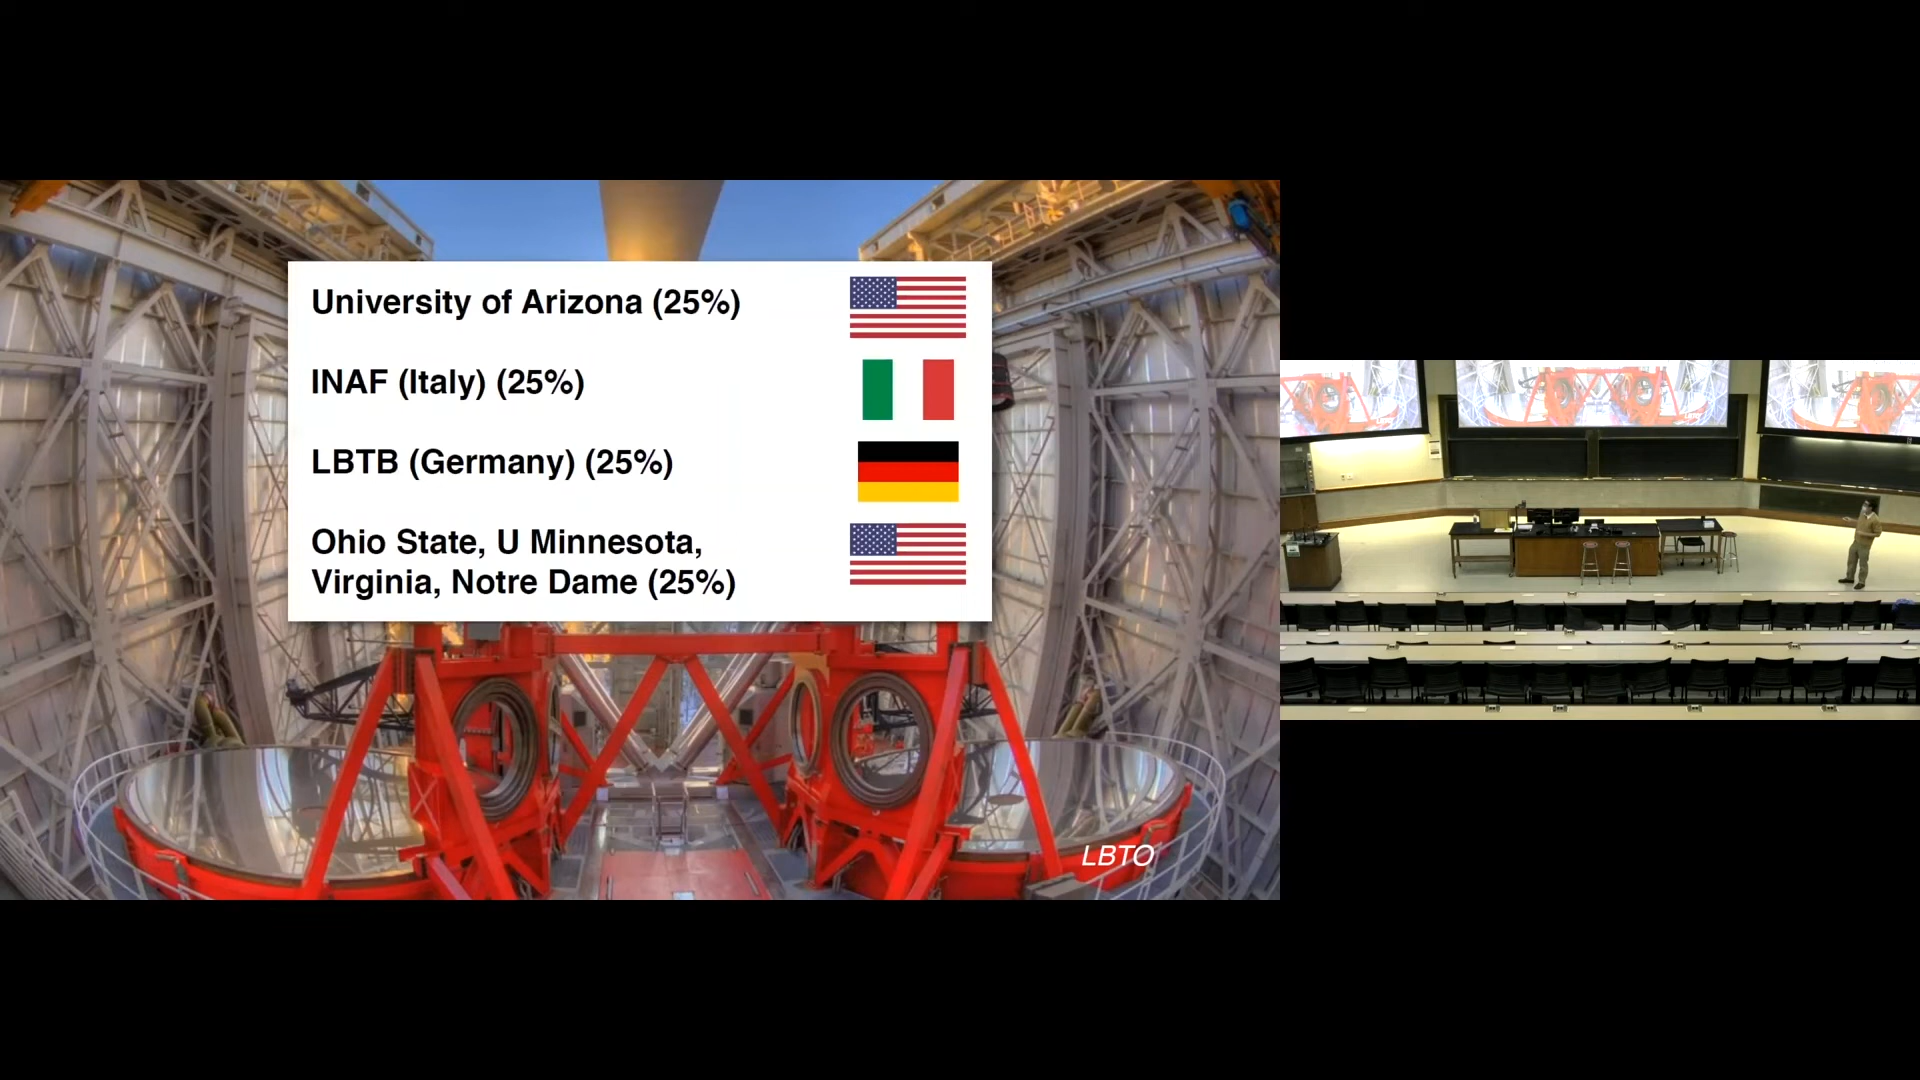 University of Arizona (25%)
INAF (Italy) (25%)
LBTB (Germany) (25%)
Ohio State, U Minnesota,
Virginia, Notre Dame (25%)
LBTO